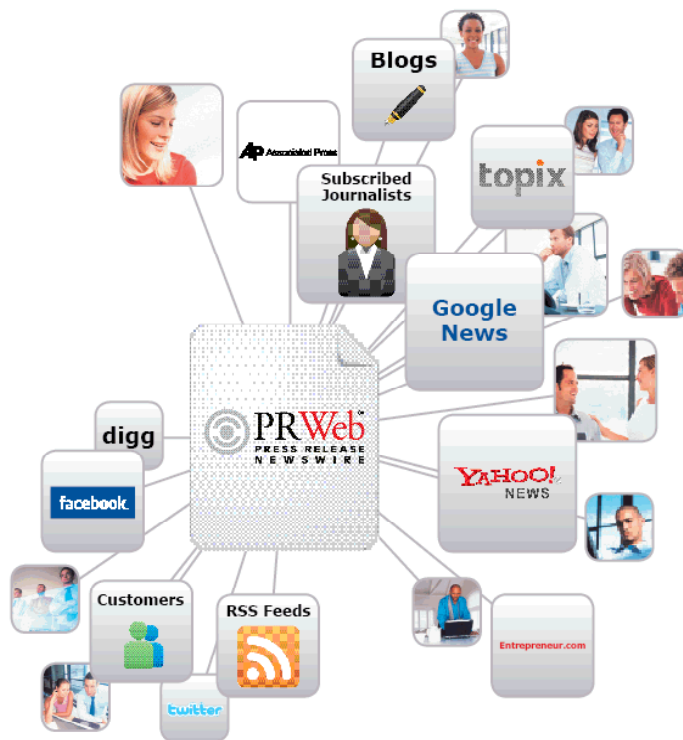 Blogs
AP Associated Press
topix
Subscribed
Journalists
Google
News
PRWeb
PRESS RELEASE
NEWSWIRE
digg
YAHOO!
NEWS
facebook
Customers
RSS Feeds
Entrepreneur.com
twitter